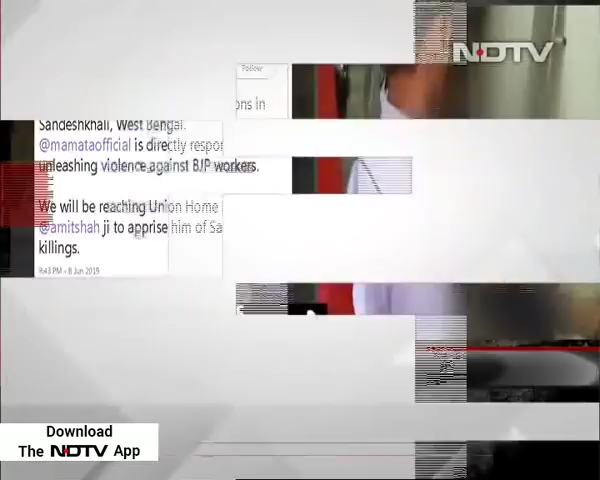 NDTV
Follow
ons in
Sandeshkhali, West Bengal.
@mamataofficial is directly respor
unleashing violence against BJP workers.
We will be reaching Union Home
@amitshah ji to apprise him of Sa
killings.
9:43 PM - 8 Jun 2019
Download
The NDTV App